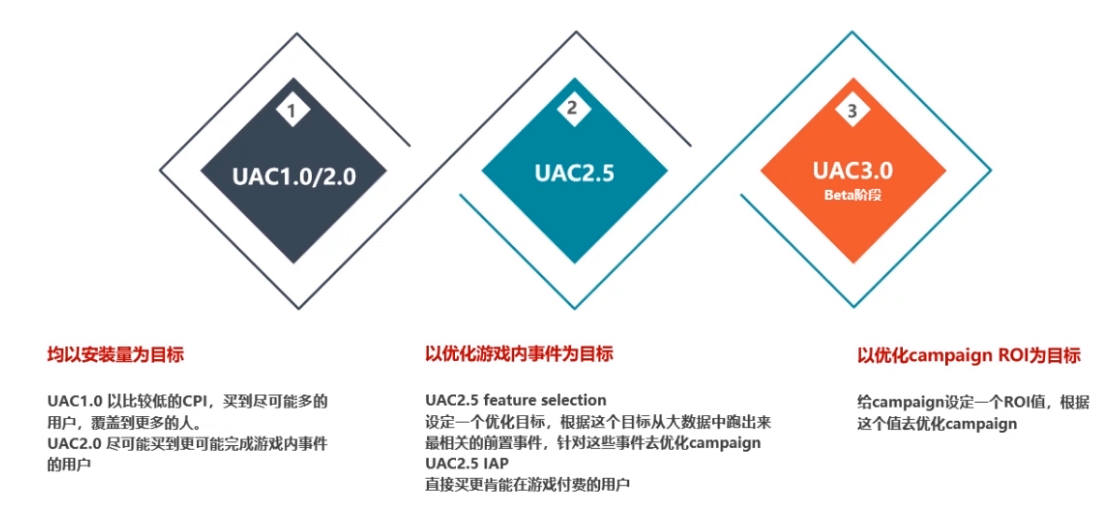 1
UAC1.0/2.0
2
UAC2.5
3
UAC3.0
Beta阶段
均以安装量为目标
UAC1.0 以比较低的CPI，买到尽可能多的
用户，覆盖到更多的人。
UAC2.0 尽可能买到更可能完成游戏内事件
的用户
以优化游戏内事件为目标
UAC2.5 feature selection
设定一个优化目标，根据这个目标从大数据中跑出来
最相关的前置事件，针对这些事件去优化campaign
UAC2.5 IAP
直接买更肯能在游戏付费的用户
以优化campaign ROI为目标
给campaign设定一个ROI值，根据
这个值去优化campaign